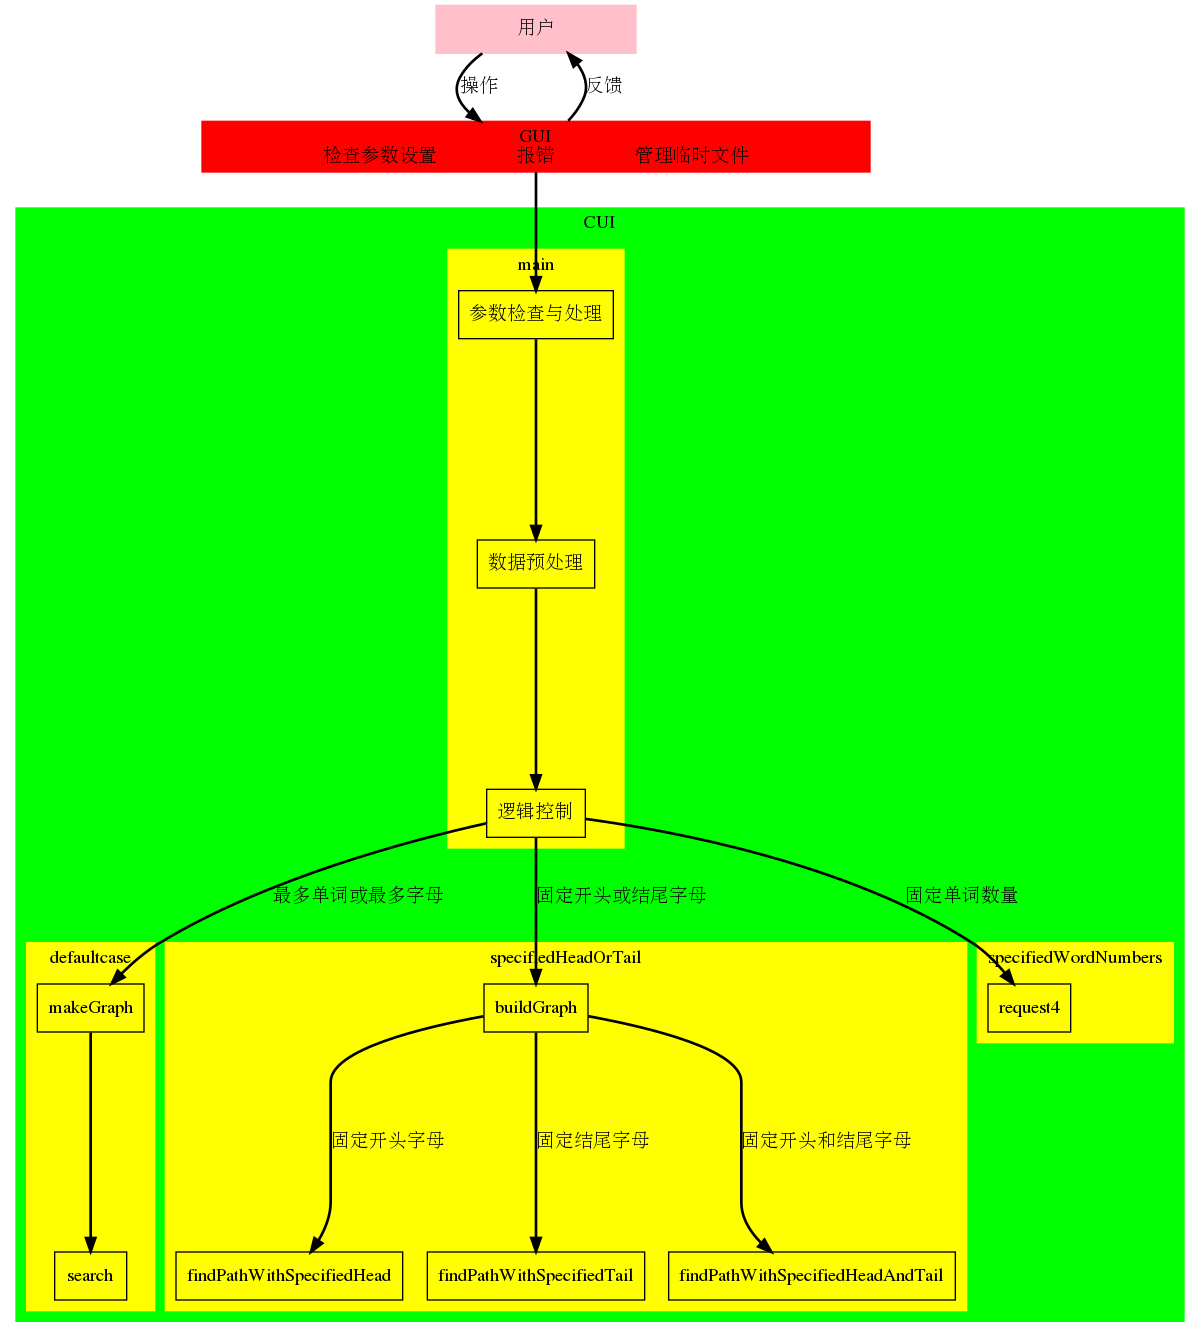 用户
操作
反馈
GUI
检查参数设置 报错 管理临时文件
CUI
main
参数检查与处理
数据预处理
逻辑控制
最多单词或最多字母
固定开头或结尾字母
固定单词数量
defaultcase
specifiedHeadOrTail
specifiedWordNumbers
makeGraph
buildGraph
request4
固定开头字母
固定结尾字母
固定开头和结尾字母
search
findPathWithSpecifiedHead
findPathWithSpecifiedTail
findPathWithSpecifiedHeadAndTail